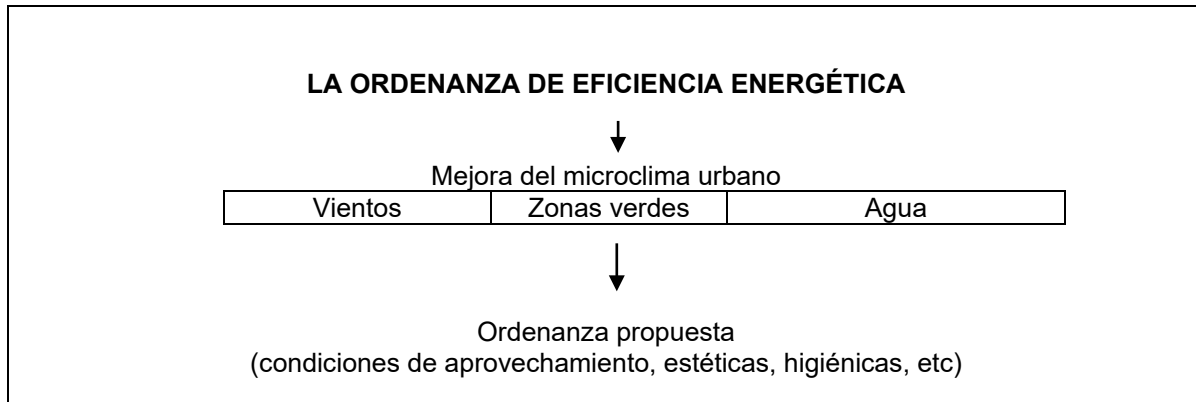 LA ORDENANZA DE EFICIENCIA ENERGÉTICA
Mejora del microclima urbano
Vientos Zonas verdes Agua
Ordenanza propuesta
(condiciones de aprovechamiento, estéticas, higiénicas, etc)